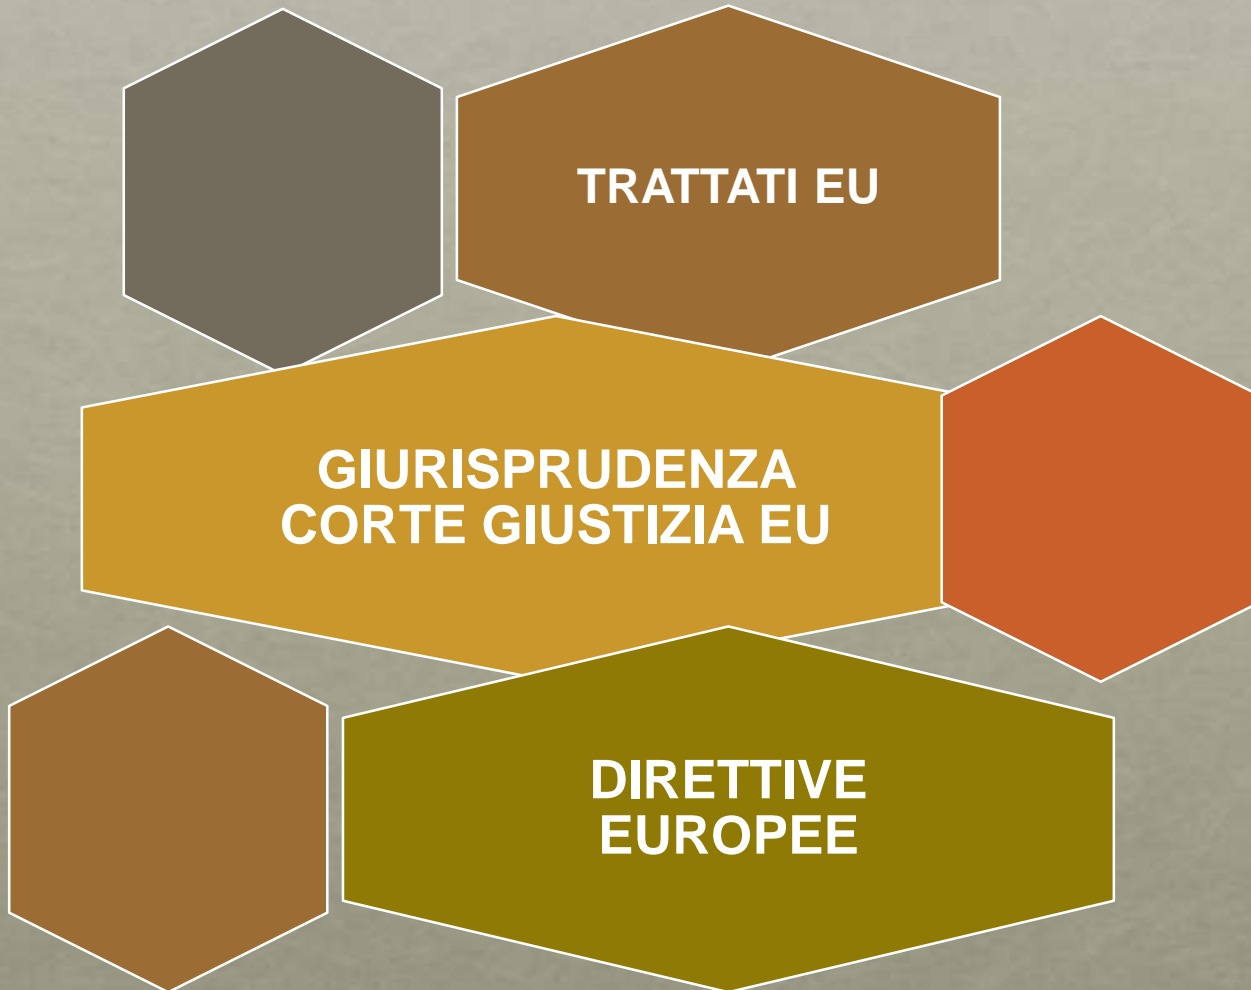 TRATTATI EU
GIURISPRUDENZA
CORTE GIUSTIZIA EU
DIRETTIVE
EUROPEE